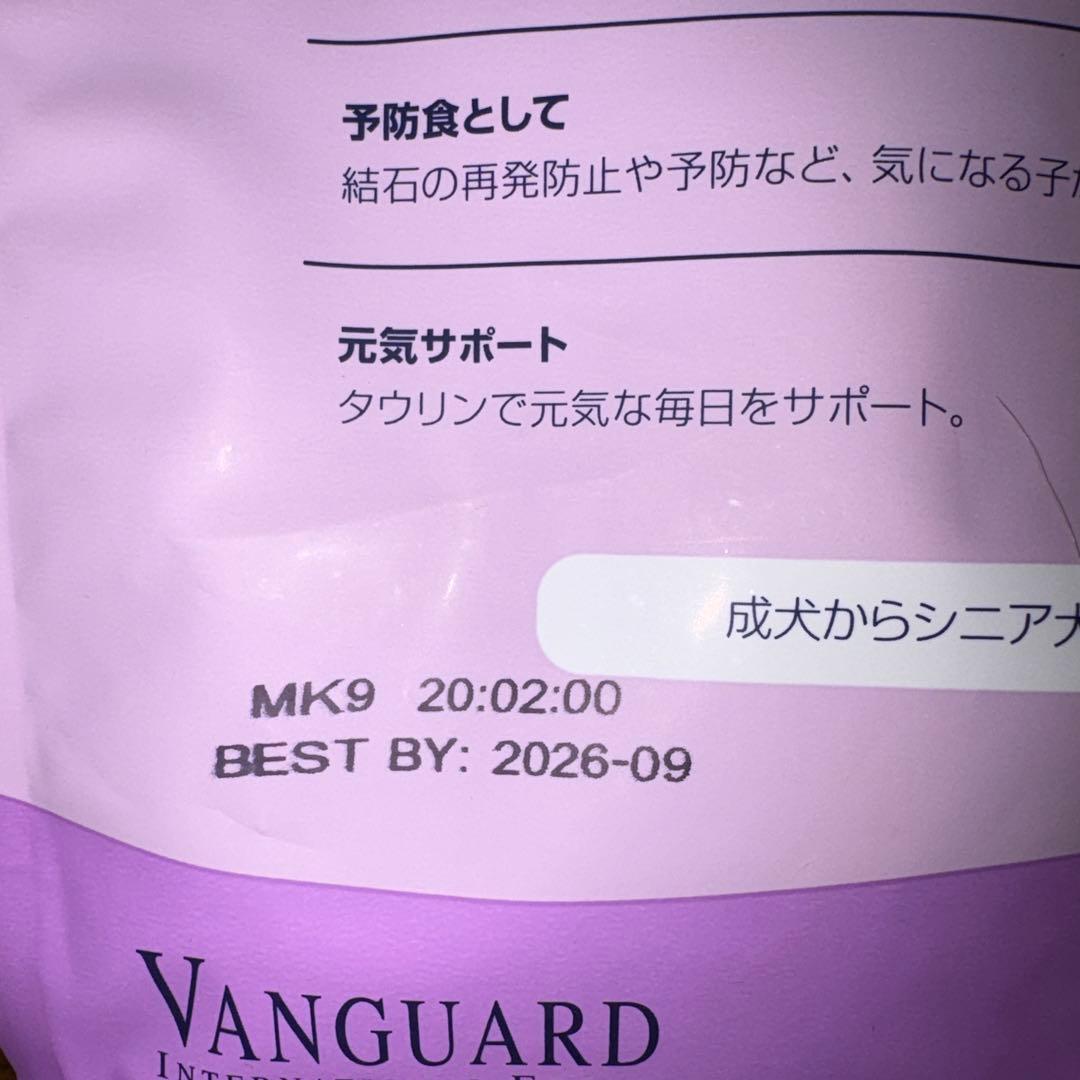 予防食として
結石の再発防止や予防など、気になる子
元気サポート
タウリンで元気な毎日をサポート。
成犬からシニア犬
MK9 20:02:00
BEST BY: 2026-09
VANGUARD